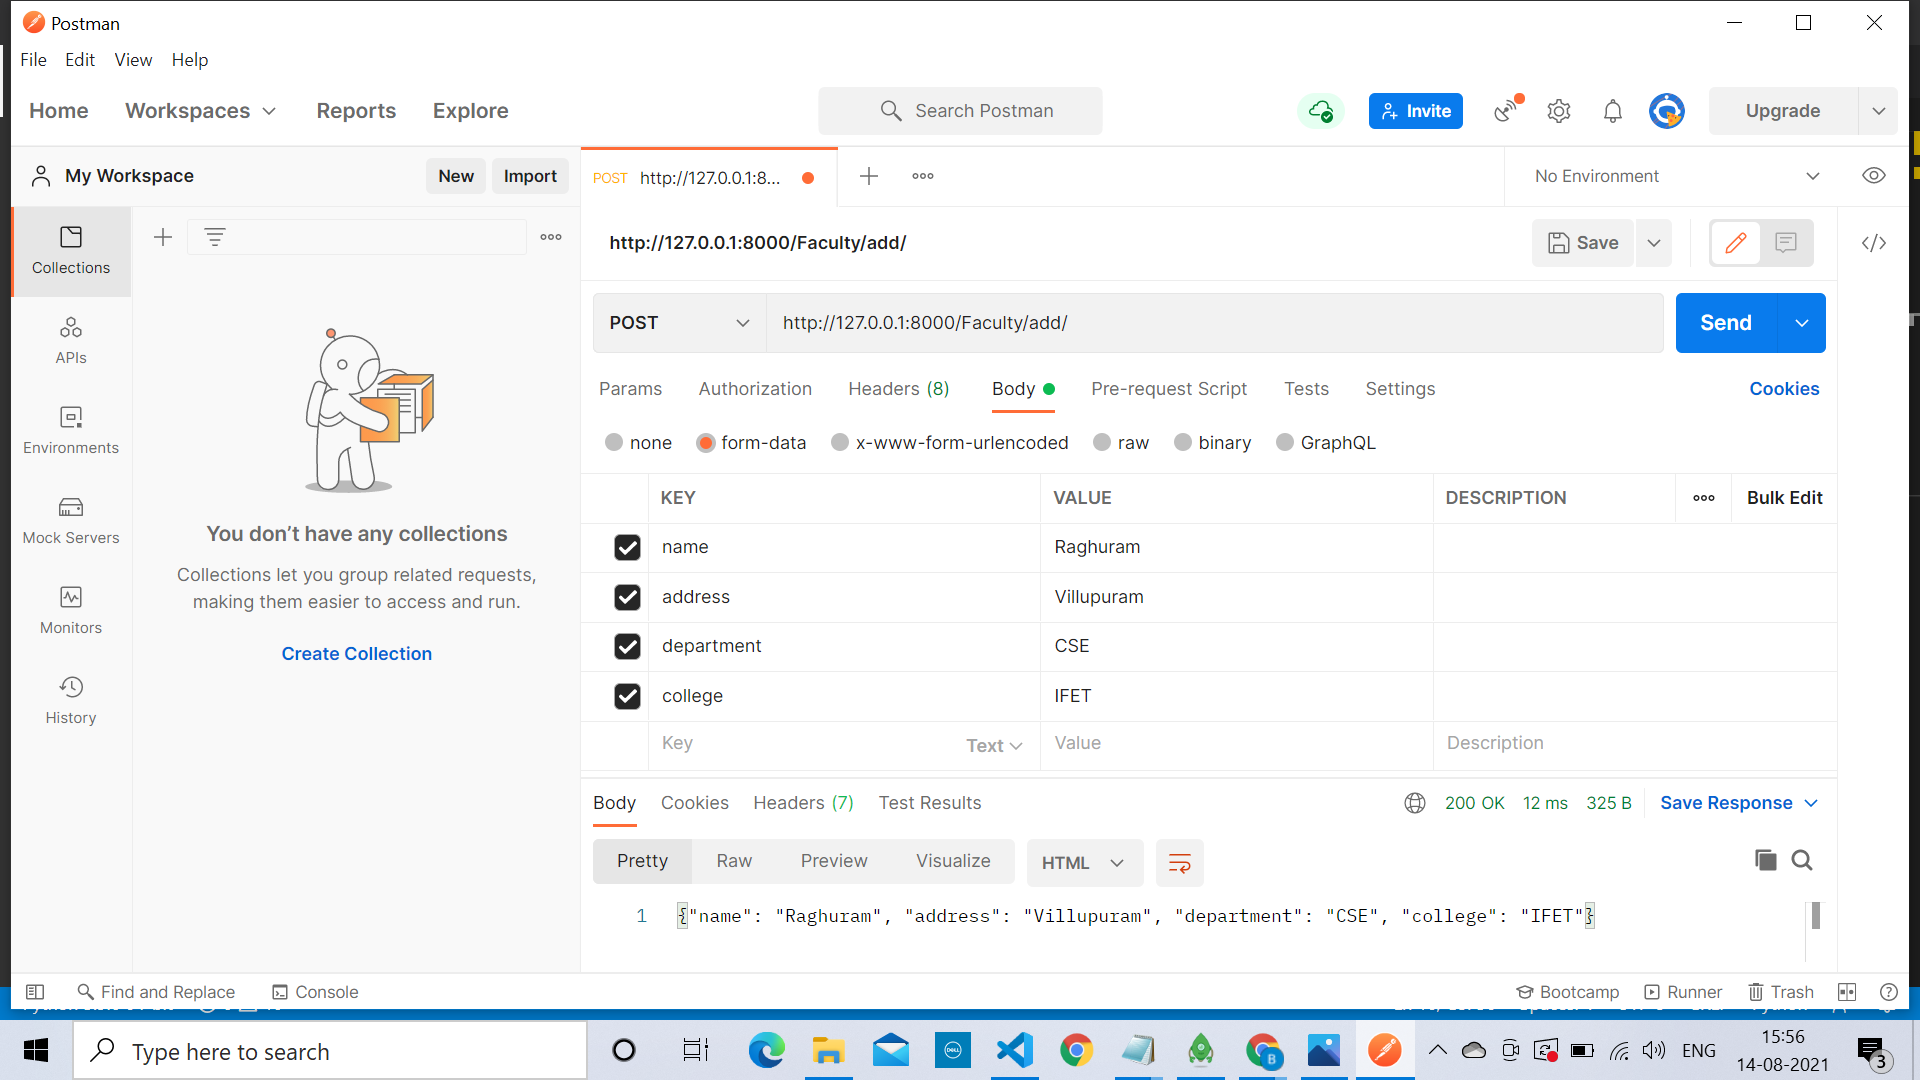 Postman
File Edit View Help
Home Workspaces Reports Explore Search Postman Invite Upgrade
My Workspace New Import POST http://127.0.0.1:8... No Environment
Collections
http://127.0.0.1:8000/Faculty/add/ Save
POST http://127.0.0.1:8000/Faculty/add/ Send
APIs
Params Authorization Headers (8) Body Pre-request Script Tests Settings Cookies
Environments
none form-data x-www-form-urlencoded raw binary GraphQL
KEY VALUE DESCRIPTION Bulk Edit
Mock Servers
You don’t have any collections
name Raghuram
Collections let you group related requests,
making them easier to access and run.
address Villupuram
Monitors
Create Collection
department CSE
college IFET
History
Key Text Value Description
Body Cookies Headers (7) Test Results 200 OK 12 ms 325 B Save Response
Pretty Raw Preview Visualize HTML
1 {"name": "Raghuram", "address": "Villupuram", "department": "CSE", "college": "IFET"}
Find and Replace Console Bootcamp Runner Trash
Type here to search
DELL
B
ENG
15:56
14-08-2021
3